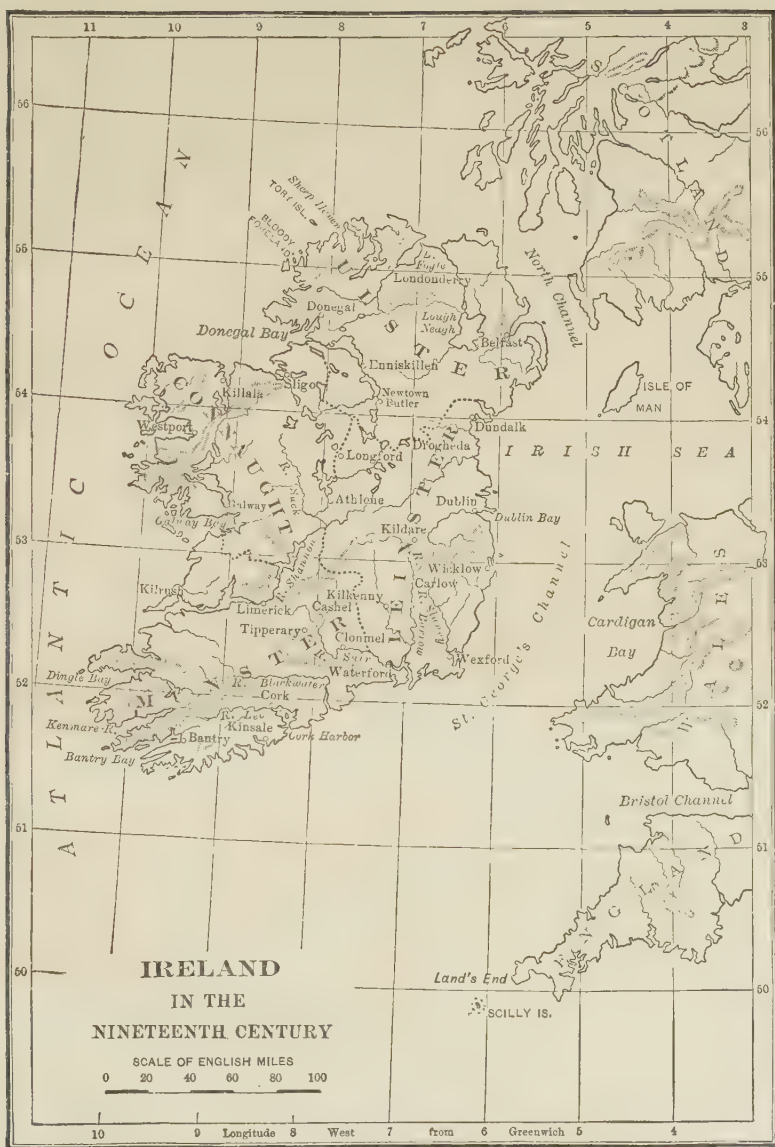 11 10 9 8 7 6 5 4 3
56
56
55
55
54
54
53
53
52
52
51
51
50
50
ATLANTIC OCEAN
SCOTLAND
TORY ISL.
BLOODY
ULSTER
L. Foyle
Londonderry
North Channel
Donegal
Lough
Neagh
Donegal Bay
Belfast
Enniskillen
Sligo
Killala
CONNAUGHT
Newtown
Butler
ISLE OF
MAN
Westport
Dundalk
Drogheda
IRISH SEA
Longford
R. Suck
Athlone
Galway
Galway Bay
Dublin
Dublin Bay
LEINSTER
Kildare
R. Shannon
Wicklow
Carlow
Kilrush
Kilkenny
Limerick
Cashel
R. Barrow
Tipperary
Clonmel
R. Suir
Waterford
Wexford
St. George's Channel
Cardigan
Bay
WALES
Dingle Bay
MUNSTER
R. Blackwater
Cork
Kenmare R.
R. Lee
Kinsale
Cork Harbor
Bantry
Bantry Bay
Bristol Channel
ENGLAND
Land's End
SCILLY IS.
IRELAND
IN THE
NINETEENTH CENTURY
SCALE OF ENGLISH MILES
0 20 40 60 80 100
10 9 Longitude 8 West 7 from 6 Greenwich 5 4